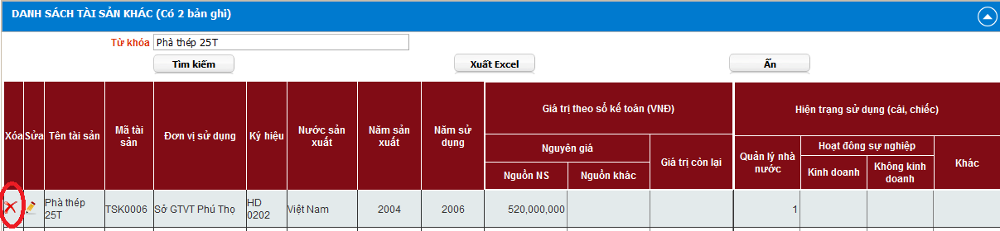 DANH SÁCH TÀI SẢN KHÁC (Có 2 bản ghi)
Từ khóa Phà thép 25T
Tìm kiếm Xuất Excel Ẩn
Xóa Sửa Tên tài sản Mã tài sản Đơn vị sử dụng Ký hiệu Nước sản xuất Năm sản xuất Năm sử dụng Giá trị theo sổ kế toán (VNĐ) Hiện trạng sử dụng (cái, chiếc)
Nguyên giá Giá trị còn lại Quản lý nhà nước Hoạt đông sự nghiệp Khác
Nguồn NS Nguồn khác Kinh doanh Không kinh doanh
Phà thép 25T TSK0006 Sở GTVT Phú Thọ HD 0202 Việt Nam 2004 2006 520,000,000 1